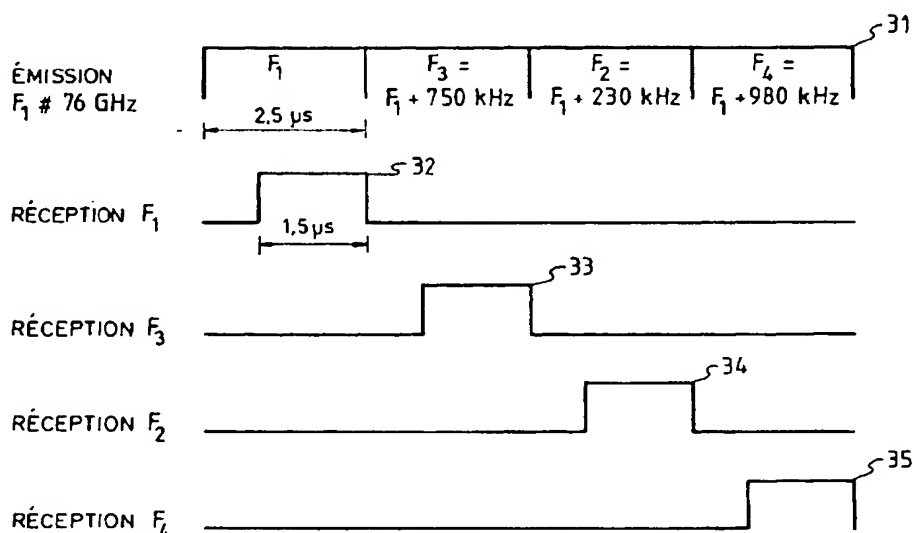 31
ÉMISSION
F1 # 76 GHz
F1
F3 =
F1 + 750 kHz
F2 =
F1 + 230 kHz
F4 =
F1 + 980 kHz
2,5 µs
32
RÉCEPTION F1
1,5 µs
33
RÉCEPTION F3
34
RÉCEPTION F2
35
RÉCEPTION F4